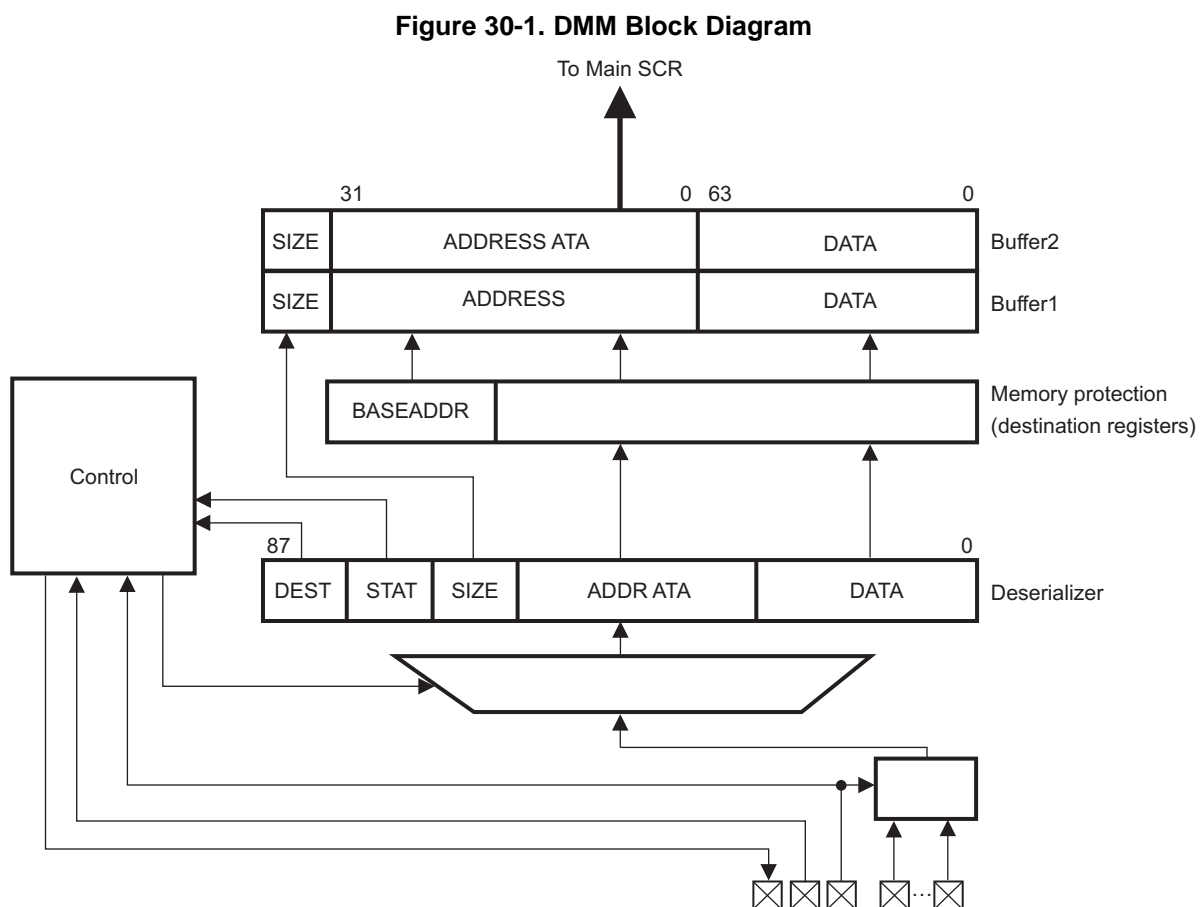 Figure 30-1. DMM Block Diagram
To Main SCR
31 0 63 0
SIZE ADDRESS ATA DATA Buffer2
SIZE ADDRESS DATA Buffer1
BASEADDR
Memory protection
(destination registers)
Control
87 0
DEST STAT SIZE ADDR ATA DATA Deserializer
...